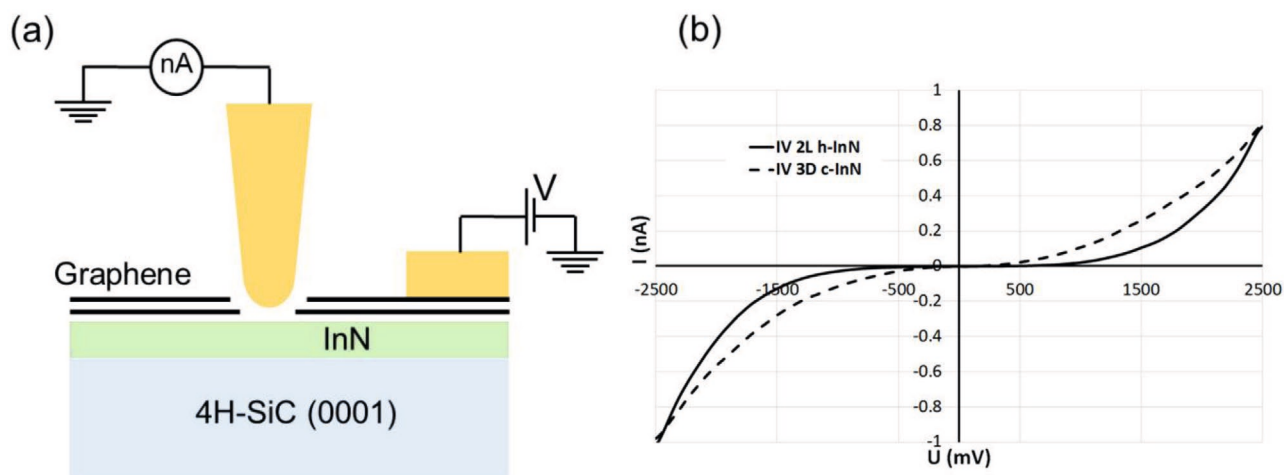 (a)
nA
V
Graphene
InN
4H-SiC (0001)
(b)
1
0.8
0.6
0.4
0.2
0
-0.2
-0.4
-0.6
-0.8
-1
-2500
-1500
-500
500
1500
2500
IV 2L h-InN
IV 3D c-InN
I (nA)
U (mV)